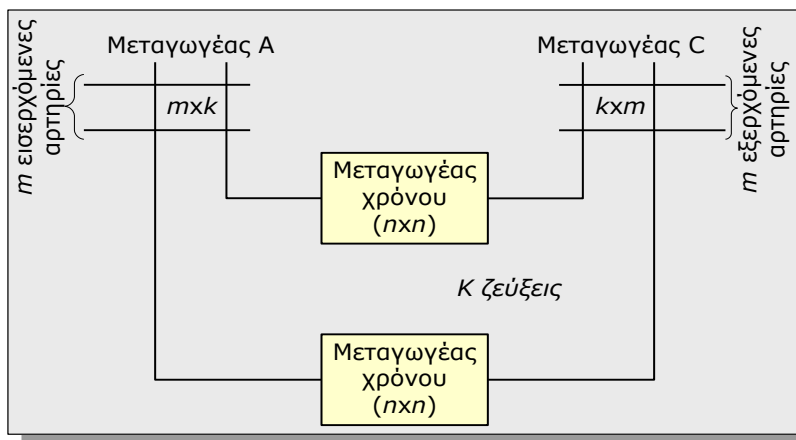 Μεταγωγέας A
Μεταγωγέας C
m εισερχόμενες
αρτηρίες
mxk
kxm
m εξερχόμενες
αρτηρίες
Μεταγωγέας
χρόνου
(nxn)
K ζεύξεις
Μεταγωγέας
χρόνου
(nxn)